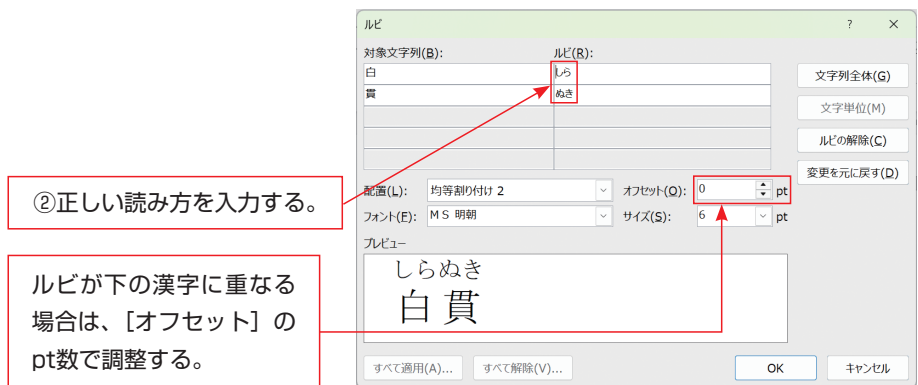 ルビ ? ×
対象文字列(B): ルビ(R):
白 しら
貫 ぬき
文字列全体(G)
文字単位(M)
ルビの解除(C)
変更を元に戻す(D)
配置(L): 均等割り付け 2 オフセット(O): 0 pt
フォント(F): ＭＳ 明朝 サイズ(S): 6 pt
プレビュー
しらぬき
白貫
すべて適用(A)... すべて解除(V)... OK キャンセル
②正しい読み方を入力する。
ルビが下の漢字に重なる
場合は、［オフセット］の
pt数で調整する。